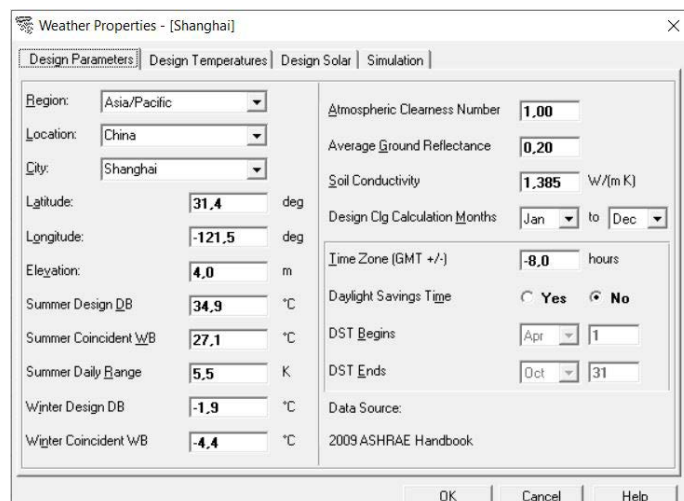 Weather Properties - [Shanghai]
Design Parameters Design Temperatures Design Solar Simulation
Region: Asia/Pacific
Location: China
City: Shanghai
Latitude: 31,4 deg
Longitude: -121,5 deg
Elevation: 4,0 m
Summer Design DB 34,9 °C
Summer Coincident WB 27,1 °C
Summer Daily Range 5,5 K
Winter Design DB -1,9 °C
Winter Coincident WB -4,4 °C
Atmospheric Clearness Number 1,00
Average Ground Reflectance 0,20
Soil Conductivity 1,385 W/(m K)
Design Clg Calculation Months Jan to Dec
Time Zone (GMT +/-) -8,0 hours
Daylight Savings Time Yes No
DST Begins Apr 1
DST Ends Oct 31
Data Source:
2009 ASHRAE Handbook
OK Cancel Help